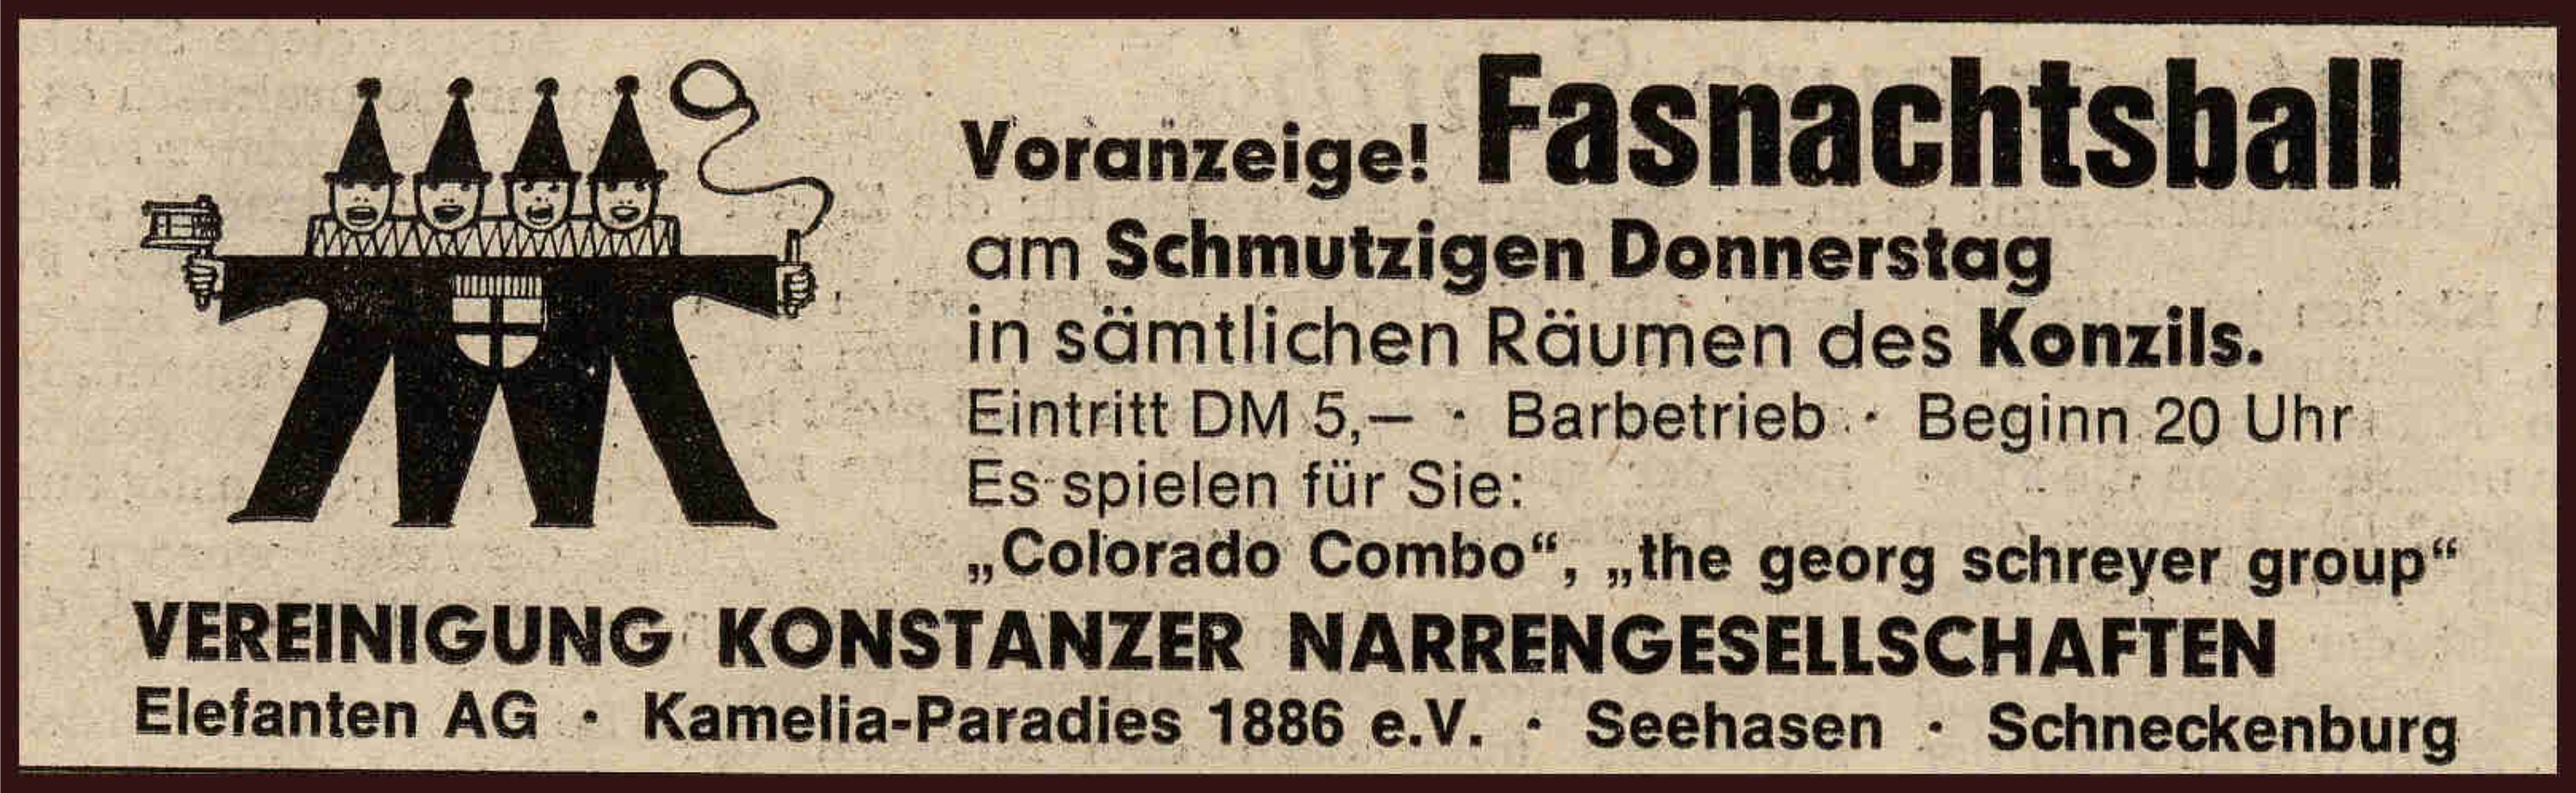 Voranzeige! Fasnachtsball
am Schmutzigen Donnerstag
in sämtlichen Räumen des Konzils.
Eintritt DM 5,— · Barbetrieb · Beginn 20 Uhr
Es spielen für Sie:
„Colorado Combo“, „the georg schreyer group“
VEREINIGUNG KONSTANZER NARRENGESELLSCHAFTEN
Elefanten AG · Kamelia-Paradies 1886 e.V. · Seehasen · Schneckenburg